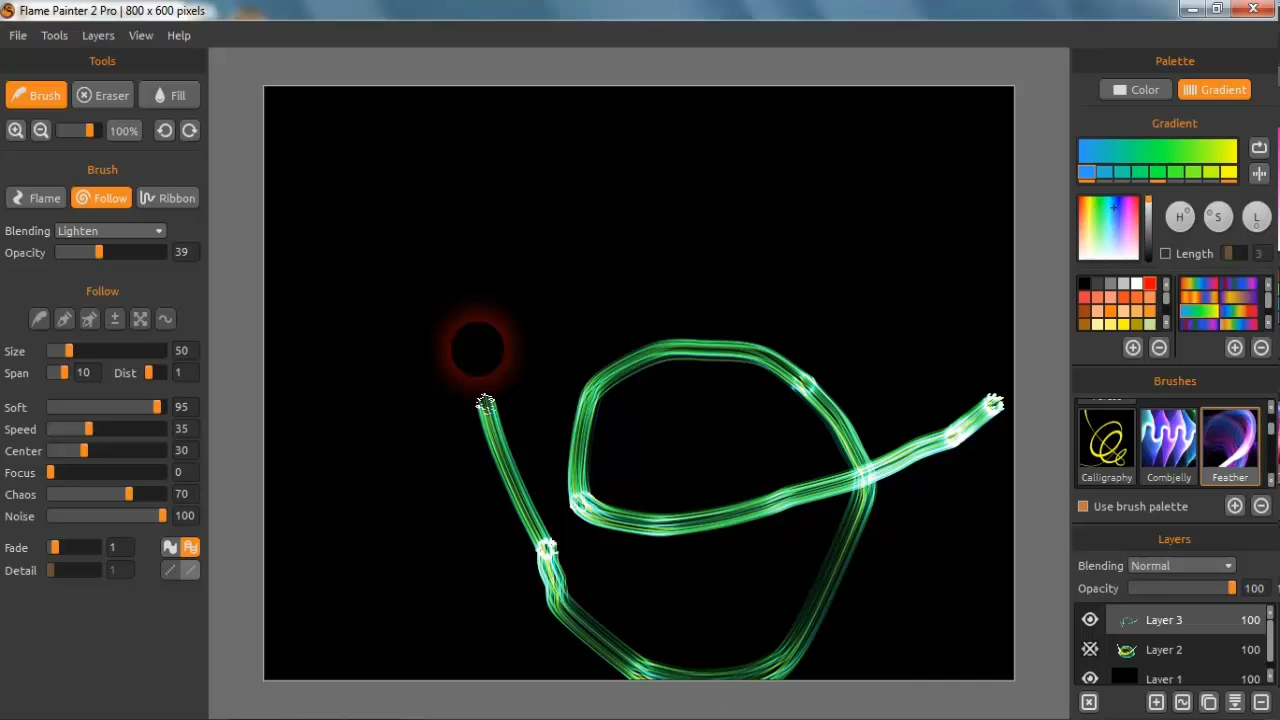 Flame Painter 2 Pro | 800 x 600 pixels
File Tools Layers View Help
Tools
Brush Eraser Fill
100%
Brush
Flame Follow Ribbon
Blending Lighten
Opacity 39
Follow
Size 50
Span 10 Dist 1
Soft 95
Speed 35
Center 30
Focus 0
Chaos 70
Noise 100
Fade 1
Detail 1
Palette
Color Gradient
Gradient
H S L
Length 3
Brushes
Calligraphy Combjelly Feather
Use brush palette
Layers
Blending Normal
Opacity 100
Layer 3 100
Layer 2 100
Layer 1 100